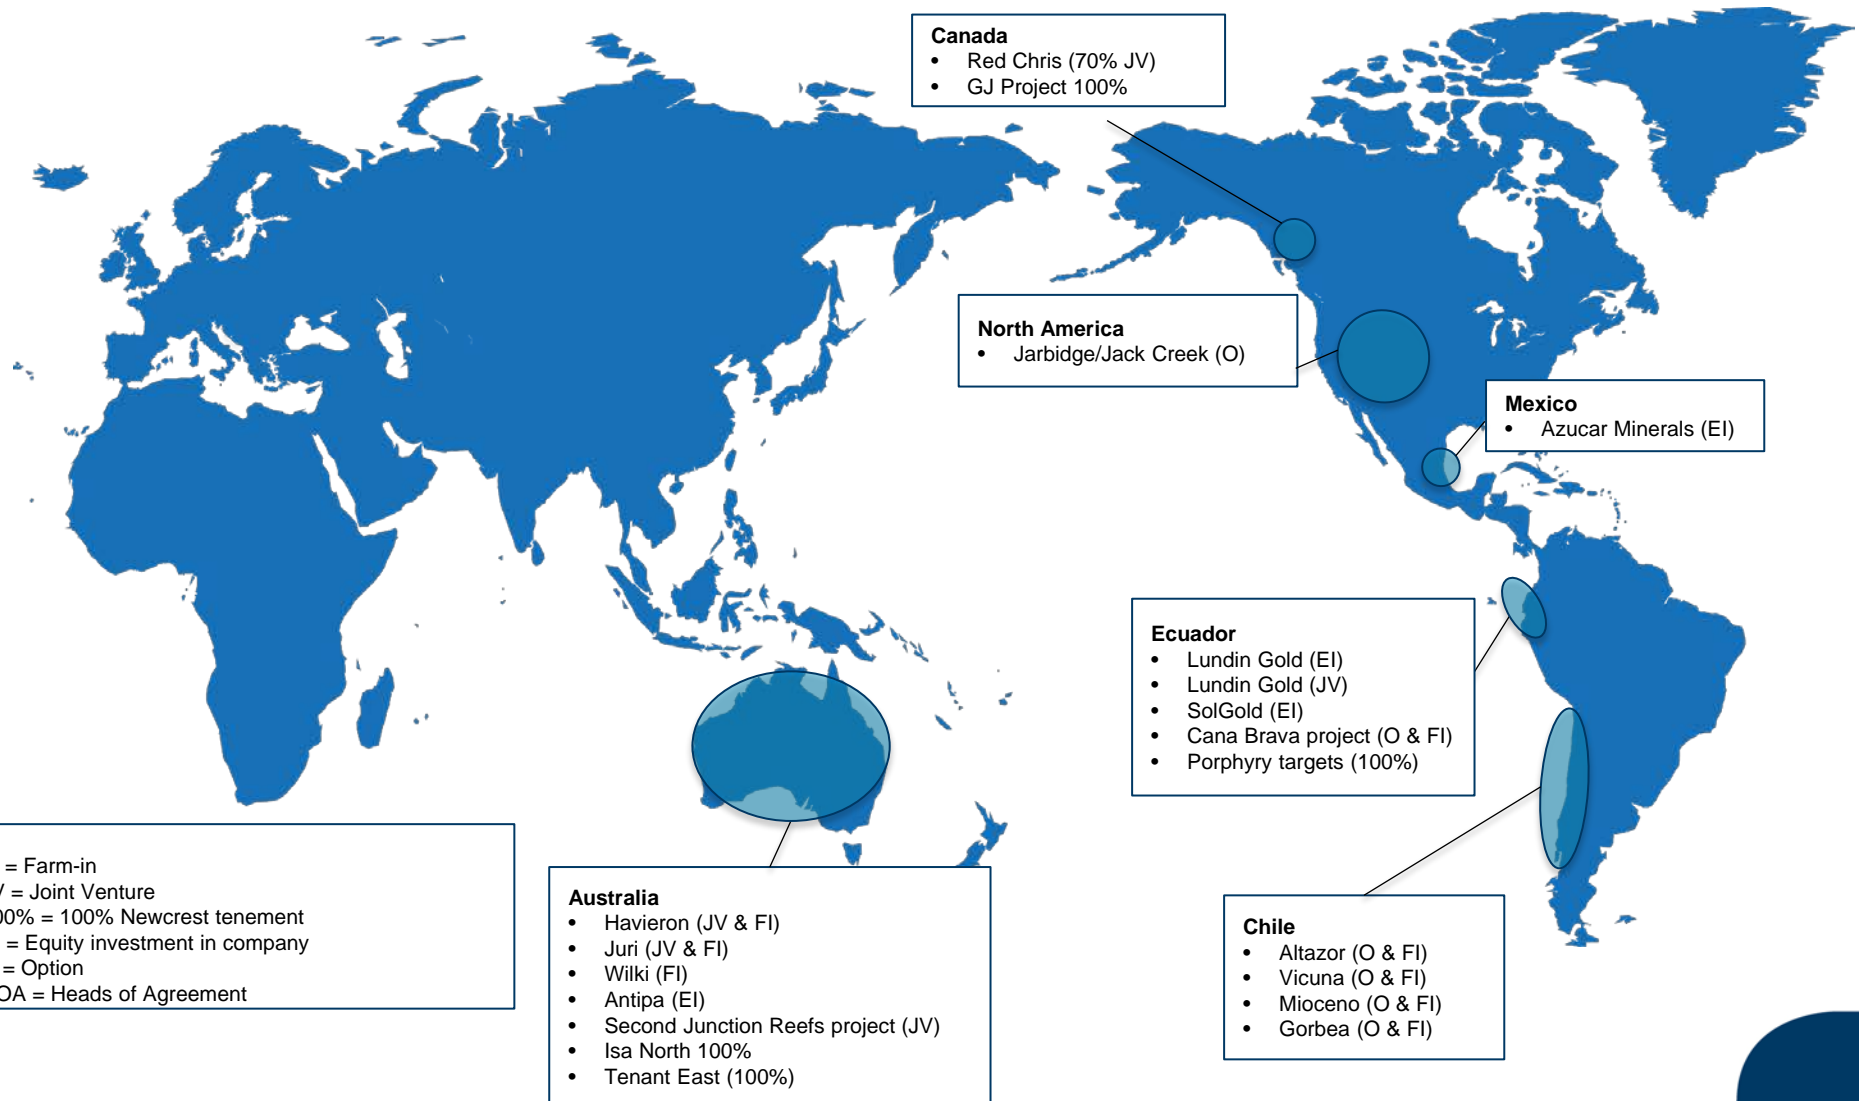 Canada
• Red Chris (70% JV)
• GJ Project 100%
North America
• Jarbidge/Jack Creek (O)
Mexico
• Azucar Minerals (EI)
Ecuador
• Lundin Gold (EI)
• Lundin Gold (JV)
• SolGold (EI)
• Cana Brava project (O & FI)
• Porphyry targets (100%)
= Farm-in
= Joint Venture
= 100% Newcrest tenement
= Equity investment in company
= Option
= Heads of Agreement
Australia
• Havieron (JV & FI)
• Juri (JV & FI)
• Wilki (FI)
• Antipa (EI)
• Second Junction Reefs project (JV)
• Isa North 100%
• Tenant East (100%)
Chile
• Altazor (O & FI)
• Vicuna (O & FI)
• Mioceno (O & FI)
• Gorbea (O & FI)